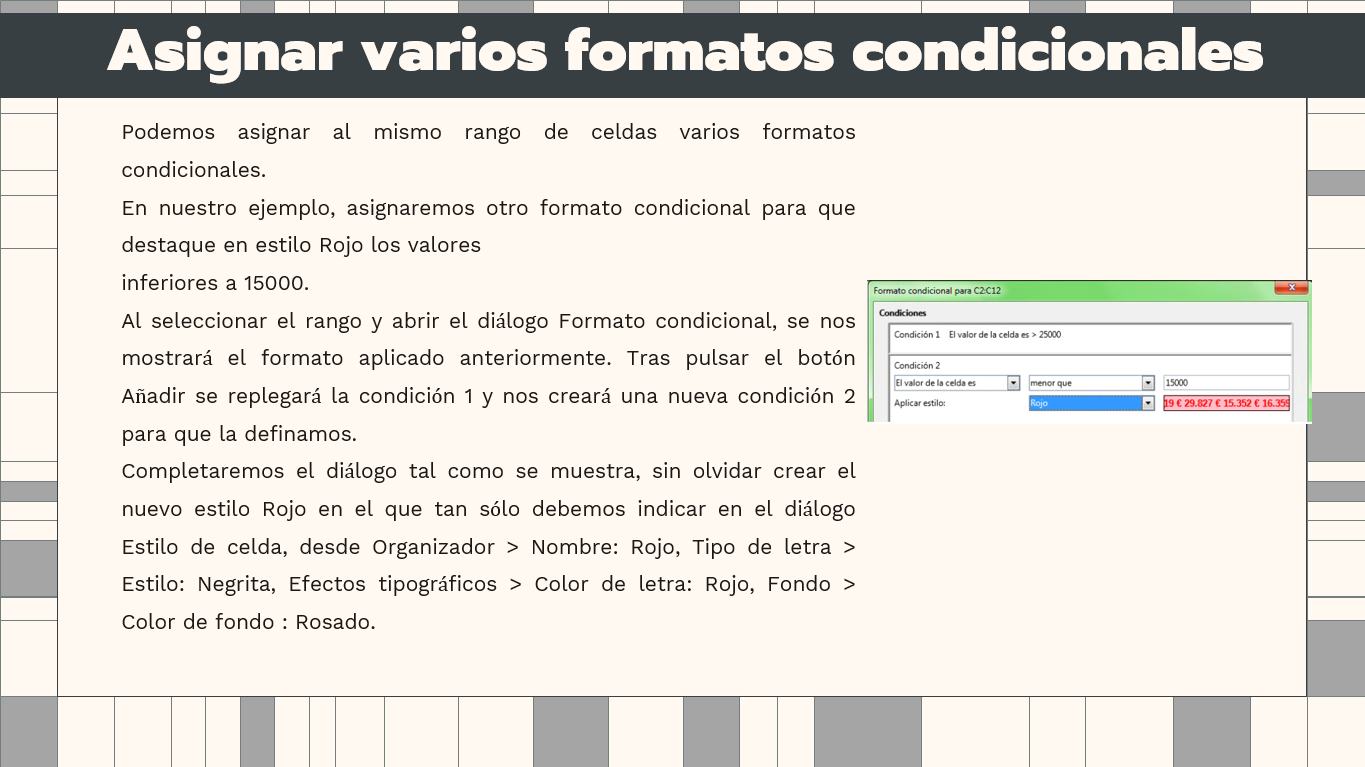 Asignar varios formatos condicionales
Podemos asignar al mismo rango de celdas varios formatos
condicionales.
En nuestro ejemplo, asignaremos otro formato condicional para que
destaque en estilo Rojo los valores
inferiores a 15000.
Al seleccionar el rango y abrir el diálogo Formato condicional, se nos
mostrará el formato aplicado anteriormente. Tras pulsar el botón
Añadir se replegará la condición 1 y nos creará una nueva condición 2
para que la definamos.
Completaremos el diálogo tal como se muestra, sin olvidar crear el
nuevo estilo Rojo en el que tan sólo debemos indicar en el diálogo
Estilo de celda, desde Organizador > Nombre: Rojo, Tipo de letra >
Estilo: Negrita, Efectos tipográficos > Color de letra: Rojo, Fondo >
Color de fondo : Rosado.
Formato condicional para C2:C12
Condiciones
Condición 1 El valor de la celda es > 25000
Condición 2
El valor de la celda es menor que 15000
Aplicar estilo: Rojo 19 € 29.827 € 15.352 € 16.359